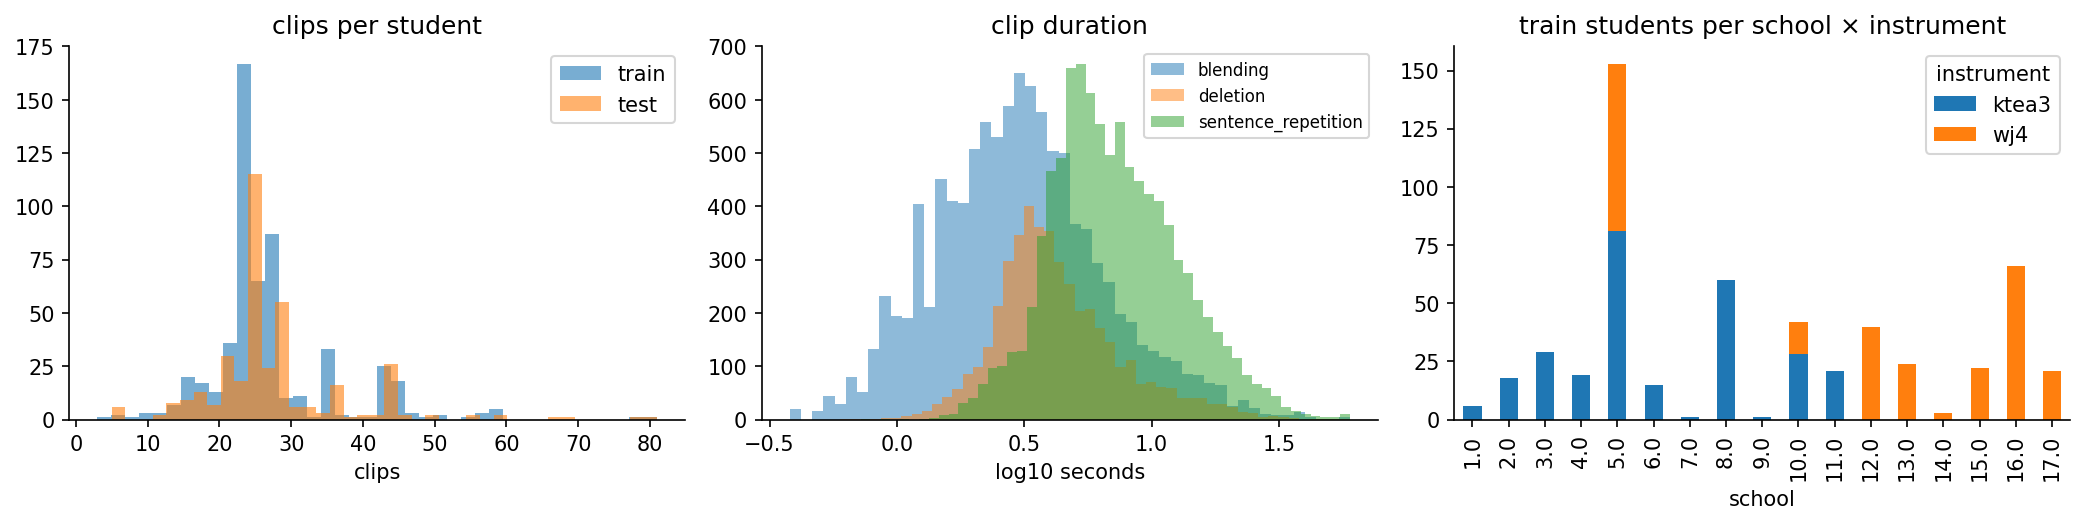 clips per student
175
150
125
100
75
50
25
0
0 10 20 30 40 50 60 70 80
clips
train
test
clip duration
700
600
500
400
300
200
100
0
−0.5 0.0 0.5 1.0 1.5
log10 seconds
blending
deletion
sentence_repetition
train students per school × instrument
150
125
100
75
50
25
0
1.0 2.0 3.0 4.0 5.0 6.0 7.0 8.0 9.0 10.0 11.0 12.0 13.0 14.0 15.0 16.0 17.0
school
instrument
ktea3
wj4